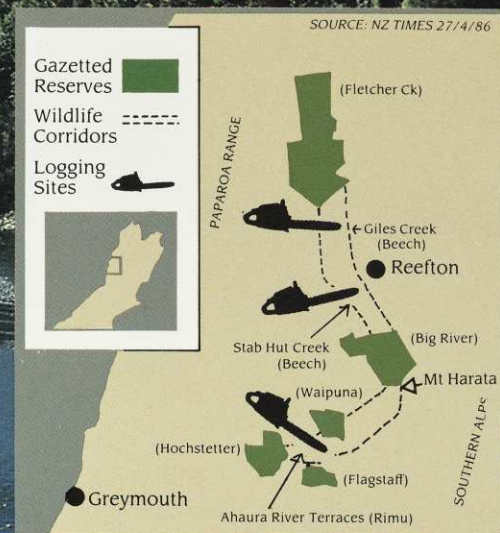 SOURCE: NZ TIMES 27/4/86
Gazetted
Reserves
Wildlife
Corridors
Logging
Sites
(Fletcher Ck)
PAPAROA RANGE
Giles Creek
(Beech)
Reefton
Stab Hut Creek
(Beech)
(Big River)
Mt Harata
(Waipuna)
(Hochstetter)
(Flagstaff)
SOUTHERN ALPS
Greymouth
Ahaura River Terraces (Rimu)